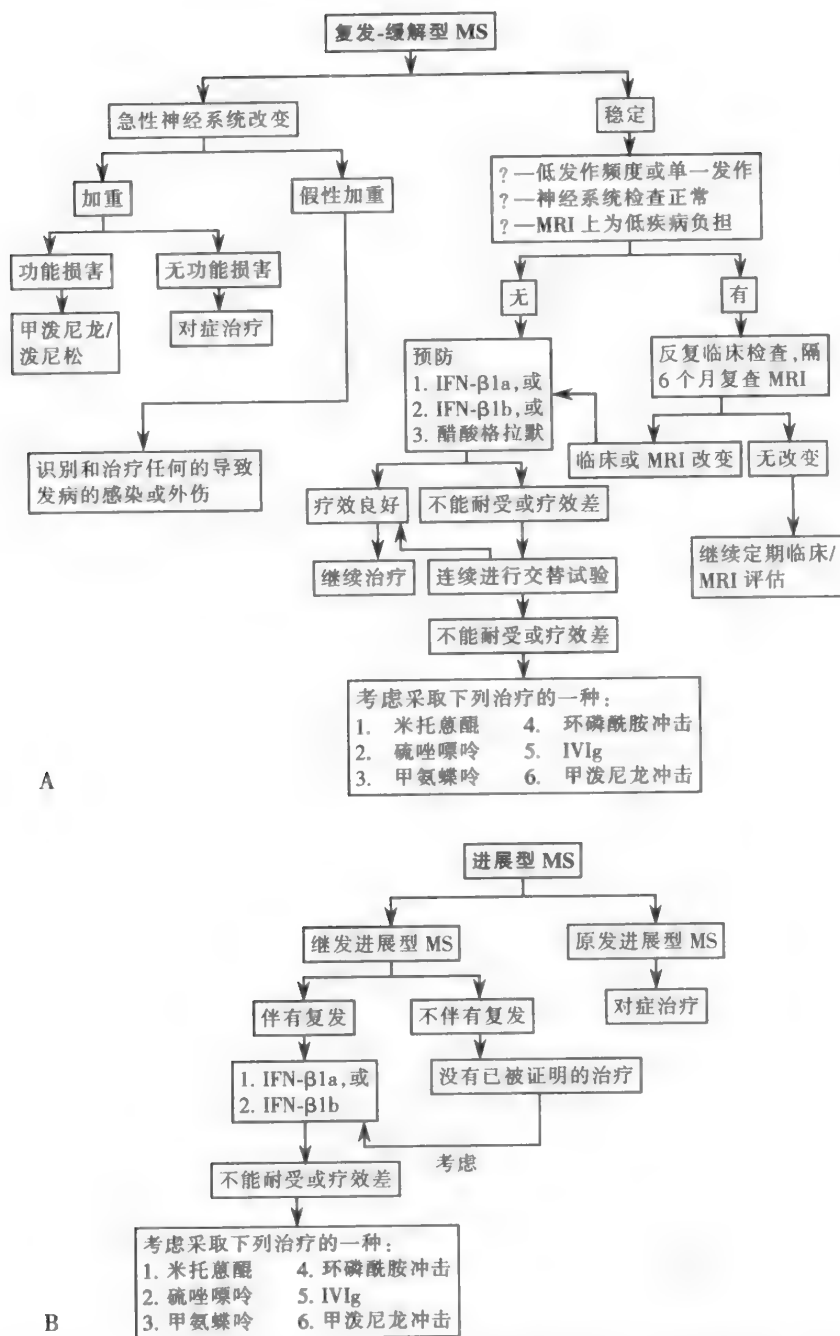 复发-缓解型 MS
急性神经系统改变
稳定
加重
假性加重
?—低发作频度或单一发作
?—神经系统检查正常
?—MRI 上为低疾病负担
功能损害
无功能损害
无
有
甲泼尼龙/
泼尼松
对症治疗
预防
1. IFN-β1a,或
2. IFN-β1b,或
3. 醋酸格拉默
反复临床检查,隔
6 个月复查 MRI
临床或 MRI 改变
无改变
识别和治疗任何的导致
发病的感染或外伤
疗效良好
不能耐受或疗效差
继续治疗
连续进行交替试验
继续定期临床/
MRI 评估
不能耐受或疗效差
考虑采取下列治疗的一种:
1. 米托蒽醌 4. 环磷酰胺冲击
2. 硫唑嘌呤 5. IVIg
3. 甲氨蝶呤 6. 甲泼尼龙冲击
A
进展型 MS
继发进展型 MS
原发进展型 MS
伴有复发
不伴有复发
对症治疗
1. IFN-β1a,或
2. IFN-β1b
没有已被证明的治疗
考虑
不能耐受或疗效差
考虑采取下列治疗的一种:
1. 米托蒽醌 4. 环磷酰胺冲击
2. 硫唑嘌呤 5. IVIg
3. 甲氨蝶呤 6. 甲泼尼龙冲击
B